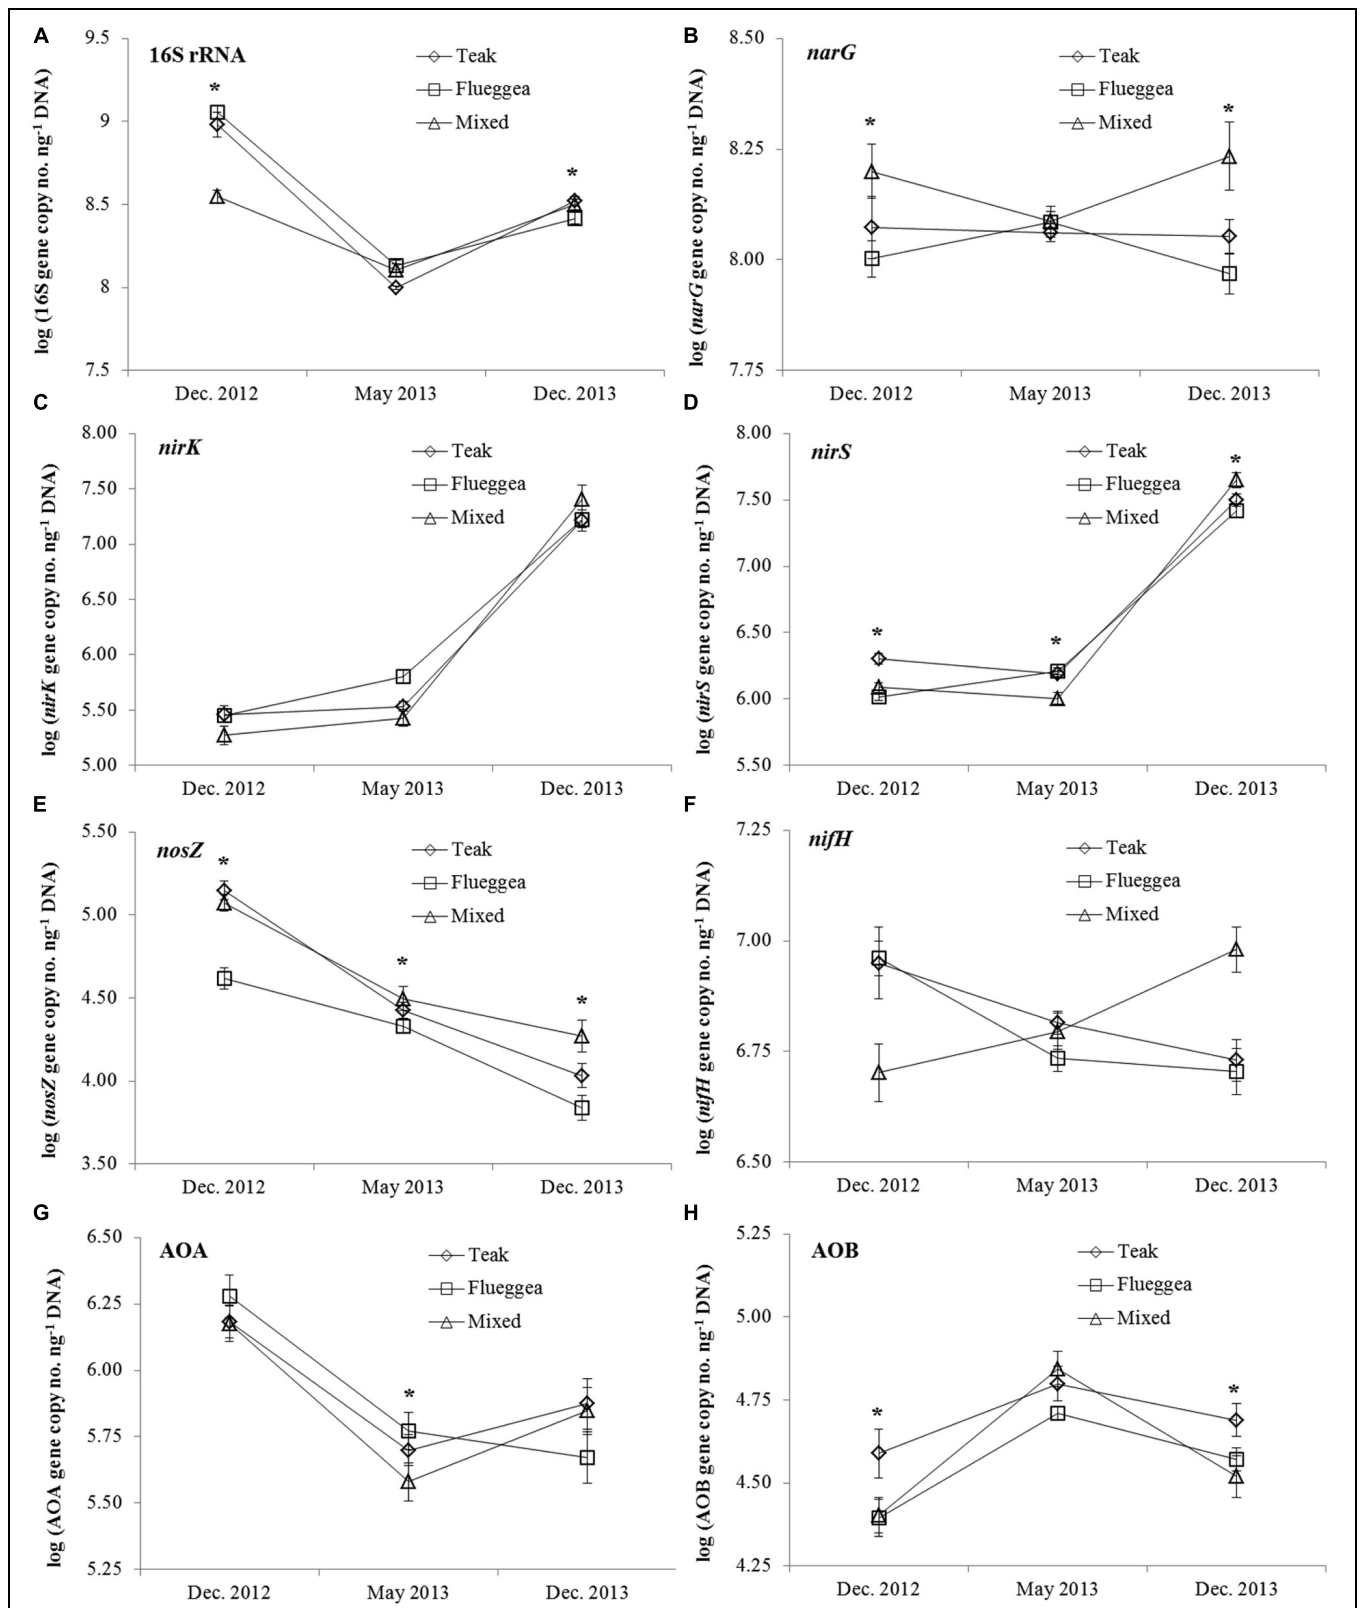 A
16S rRNA
Teak
Flueggea
Mixed
*
*
9.5
9
8.5
8
7.5
log (16S gene copy no. ng⁻¹ DNA)
Dec. 2012 May 2013 Dec. 2013
B
narG
Teak
Flueggea
Mixed
*
*
8.50
8.25
8.00
7.75
log (narG gene copy no. ng⁻¹ DNA)
Dec. 2012 May 2013 Dec. 2013
C
nirK
Teak
Flueggea
Mixed
8.00
7.50
7.00
6.50
6.00
5.50
5.00
log (nirK gene copy no. ng⁻¹ DNA)
Dec. 2012 May 2013 Dec. 2013
D
nirS
Teak
Flueggea
Mixed
*
*
*
8.00
7.50
7.00
6.50
6.00
5.50
log (nirS gene copy no. ng⁻¹ DNA)
Dec. 2012 May 2013 Dec. 2013
E
nosZ
Teak
Flueggea
Mixed
*
*
*
5.50
5.00
4.50
4.00
3.50
log (nosZ gene copy no. ng⁻¹ DNA)
Dec. 2012 May 2013 Dec. 2013
F
nifH
Teak
Flueggea
Mixed
7.25
7.00
6.75
6.50
log (nifH gene copy no. ng⁻¹ DNA)
Dec. 2012 May 2013 Dec. 2013
G
AOA
Teak
Flueggea
Mixed
*
6.50
6.25
6.00
5.75
5.50
5.25
log (AOA gene copy no. ng⁻¹ DNA)
Dec. 2012 May 2013 Dec. 2013
H
AOB
Teak
Flueggea
Mixed
*
*
5.25
5.00
4.75
4.50
4.25
log (AOB gene copy no. ng⁻¹ DNA)
Dec. 2012 May 2013 Dec. 2013